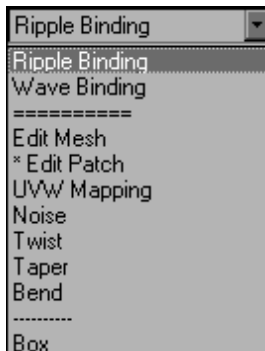 Ripple Binding
Ripple Binding
Wave Binding
==========
Edit Mesh
* Edit Patch
UVW Mapping
Noise
Twist
Taper
Bend
----------
Box